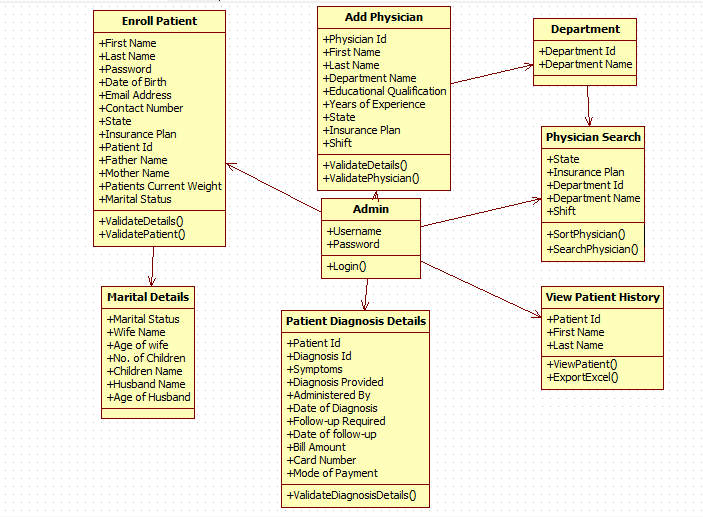 Enroll Patient
+First Name
+Last Name
+Password
+Date of Birth
+Email Address
+Contact Number
+State
+Insurance Plan
+Patient Id
+Father Name
+Mother Name
+Patients Current Weight
+Marital Status
+ValidateDetails()
+ValidatePatient()
Add Physician
+Physician Id
+First Name
+Last Name
+Department Name
+Educational Qualification
+Years of Experience
+State
+Insurance Plan
+Shift
+ValidateDetails()
+ValidatePhysician()
Department
+Department Id
+Department Name
Physician Search
+State
+Insurance Plan
+Department Id
+Department Name
+Shift
+SortPhysician()
+SearchPhysician()
Admin
+Username
+Password
+Login()
Marital Details
+Marital Status
+Wife Name
+Age of wife
+No. of Children
+Children Name
+Husband Name
+Age of Husband
Patient Diagnosis Details
+Patient Id
+Diagnosis Id
+Symptoms
+Diagnosis Provided
+Administered By
+Date of Diagnosis
+Follow-up Required
+Date of follow-up
+Bill Amount
+Card Number
+Mode of Payment
+ValidateDiagnosisDetails()
View Patient History
+Patient Id
+First Name
+Last Name
+ViewPatient()
+ExportExcel()